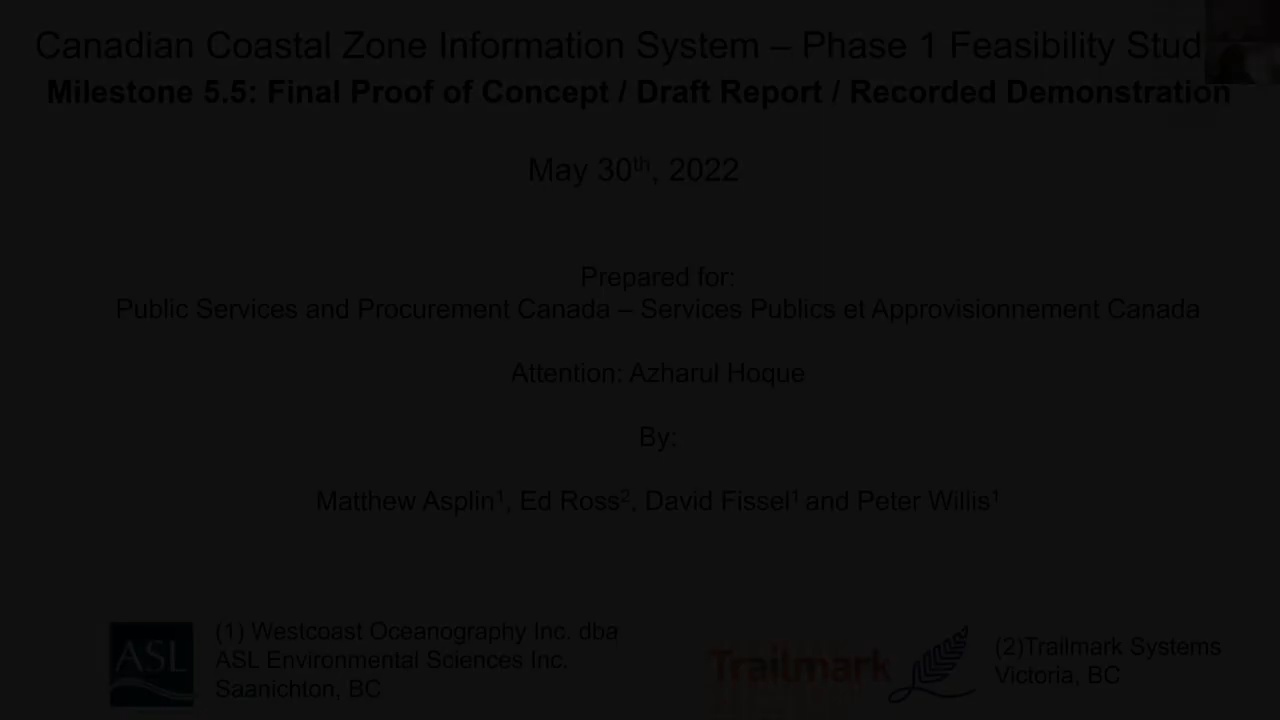 Canadian Coastal Zone Information System – Phase 1 Feasibility Stud
Milestone 5.5: Final Proof of Concept / Draft Report / Recorded Demonstration
May 30th, 2022
Prepared for:
Public Services and Procurement Canada – Services Publics et Approvisionnement Canada
Attention: Azharul Hoque
By:
Matthew Asplin¹, Ed Ross², David Fissel¹ and Peter Willis¹
ASL
(1) Westcoast Oceanography Inc. dba
ASL Environmental Sciences Inc.
Saanichton, BC
Trailmark
(2)Trailmark Systems
Victoria, BC